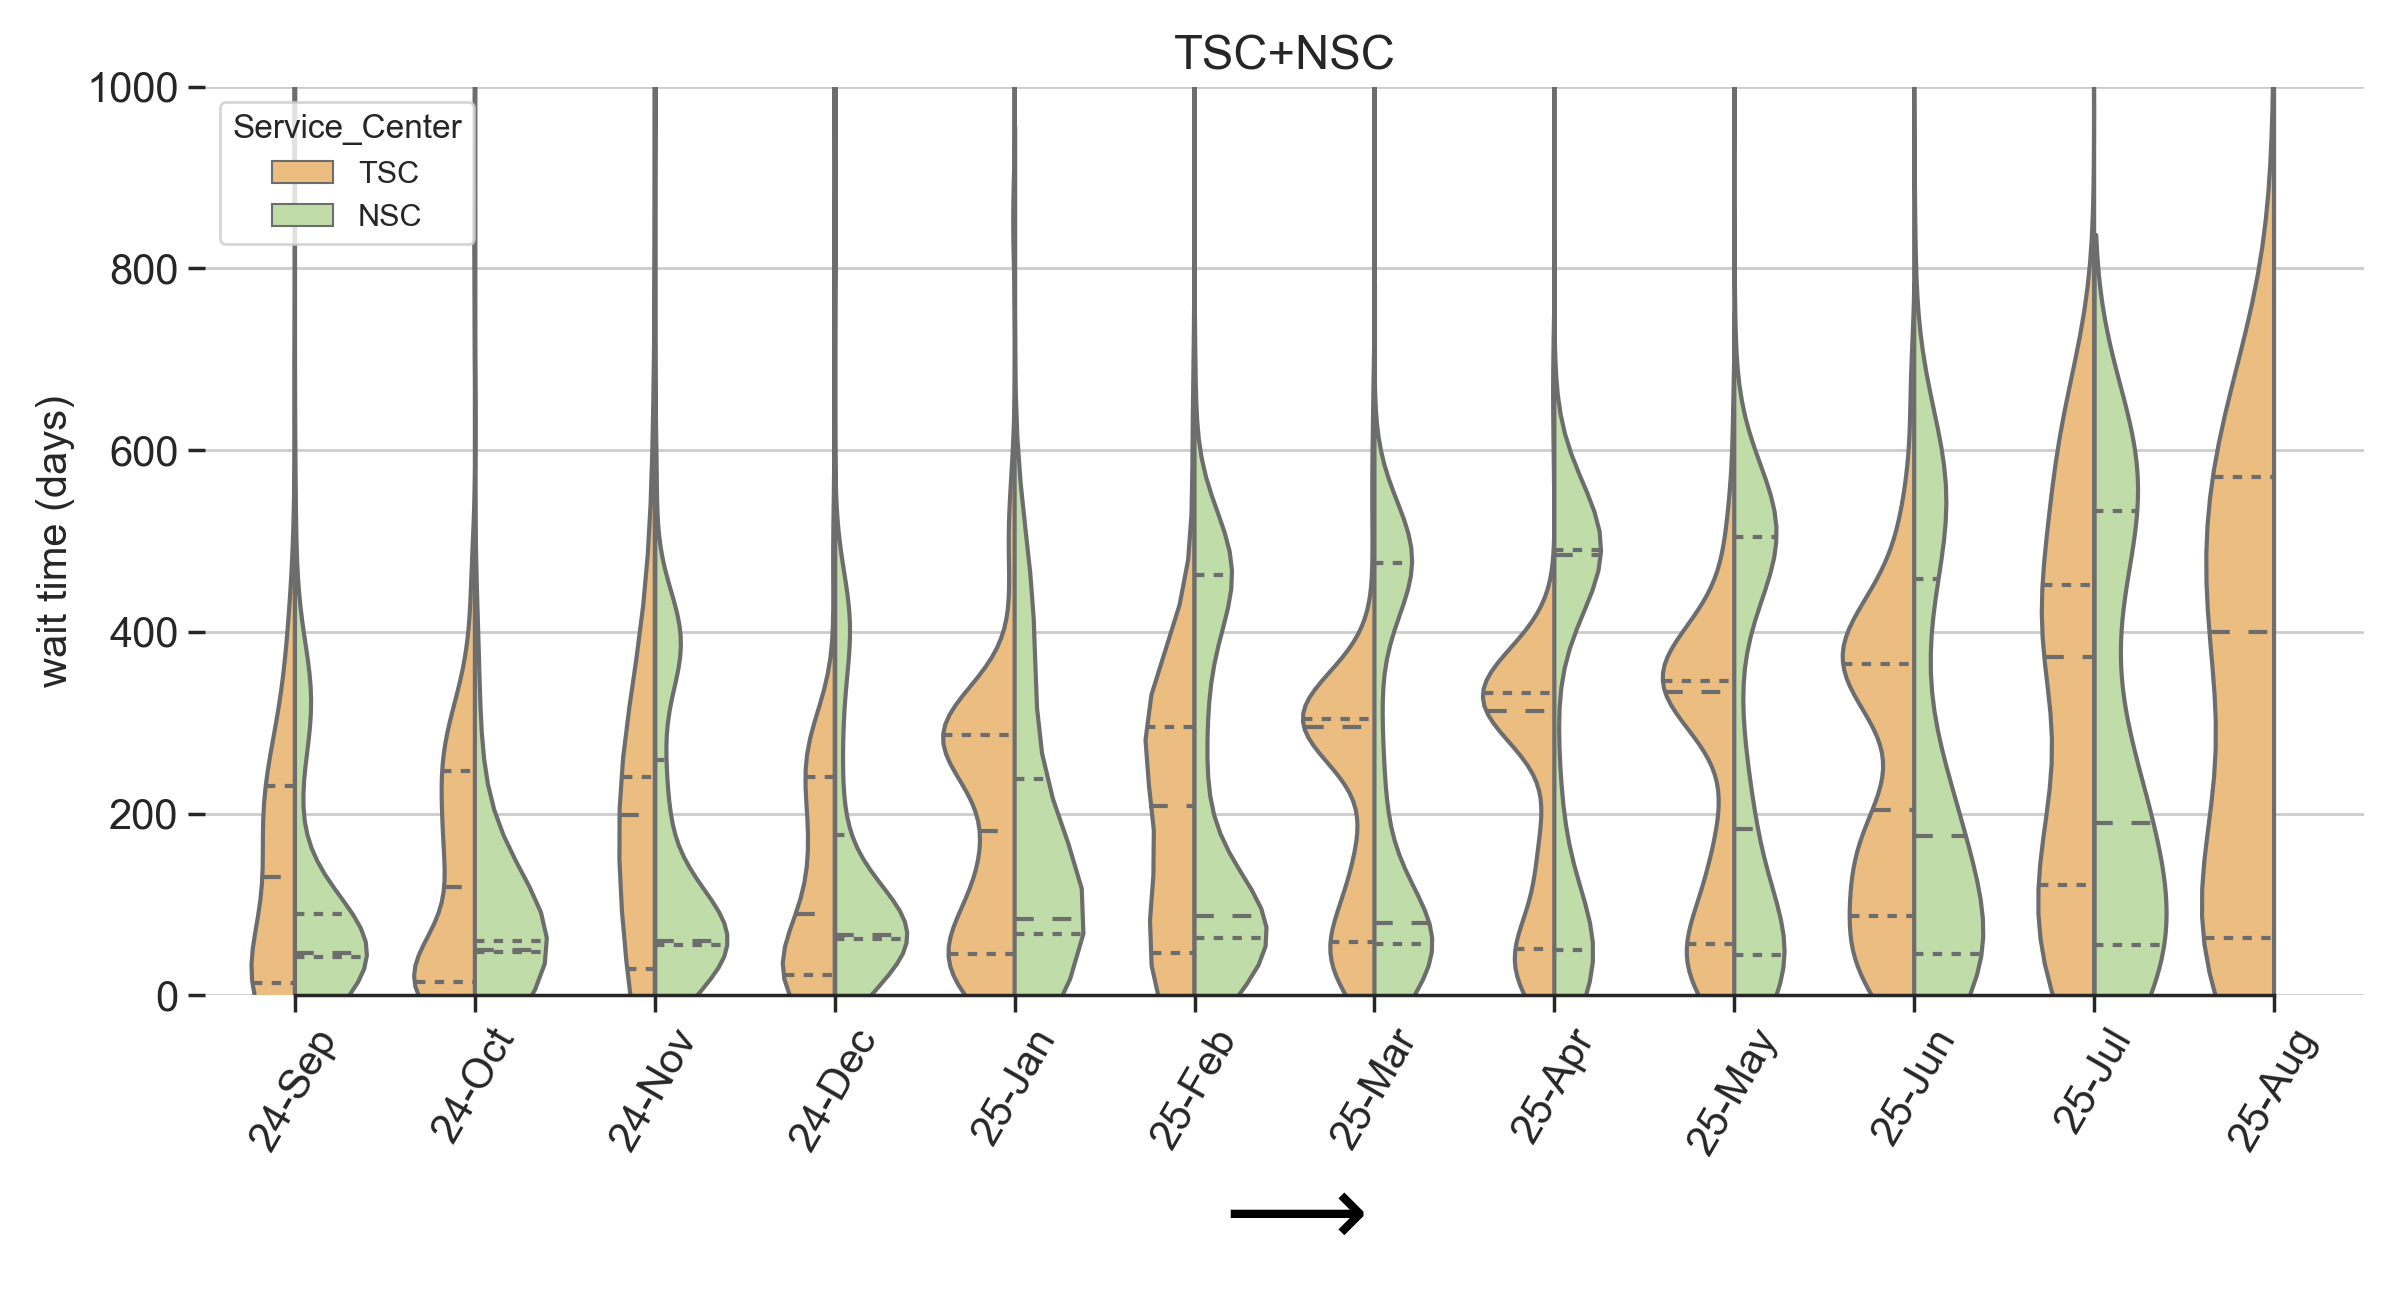 TSC+NSC
1000
800
600
400
200
0
wait time (days)
Service_Center
TSC
NSC
24-Sep
24-Oct
24-Nov
24-Dec
25-Jan
25-Feb
25-Mar
25-Apr
25-May
25-Jun
25-Jul
25-Aug